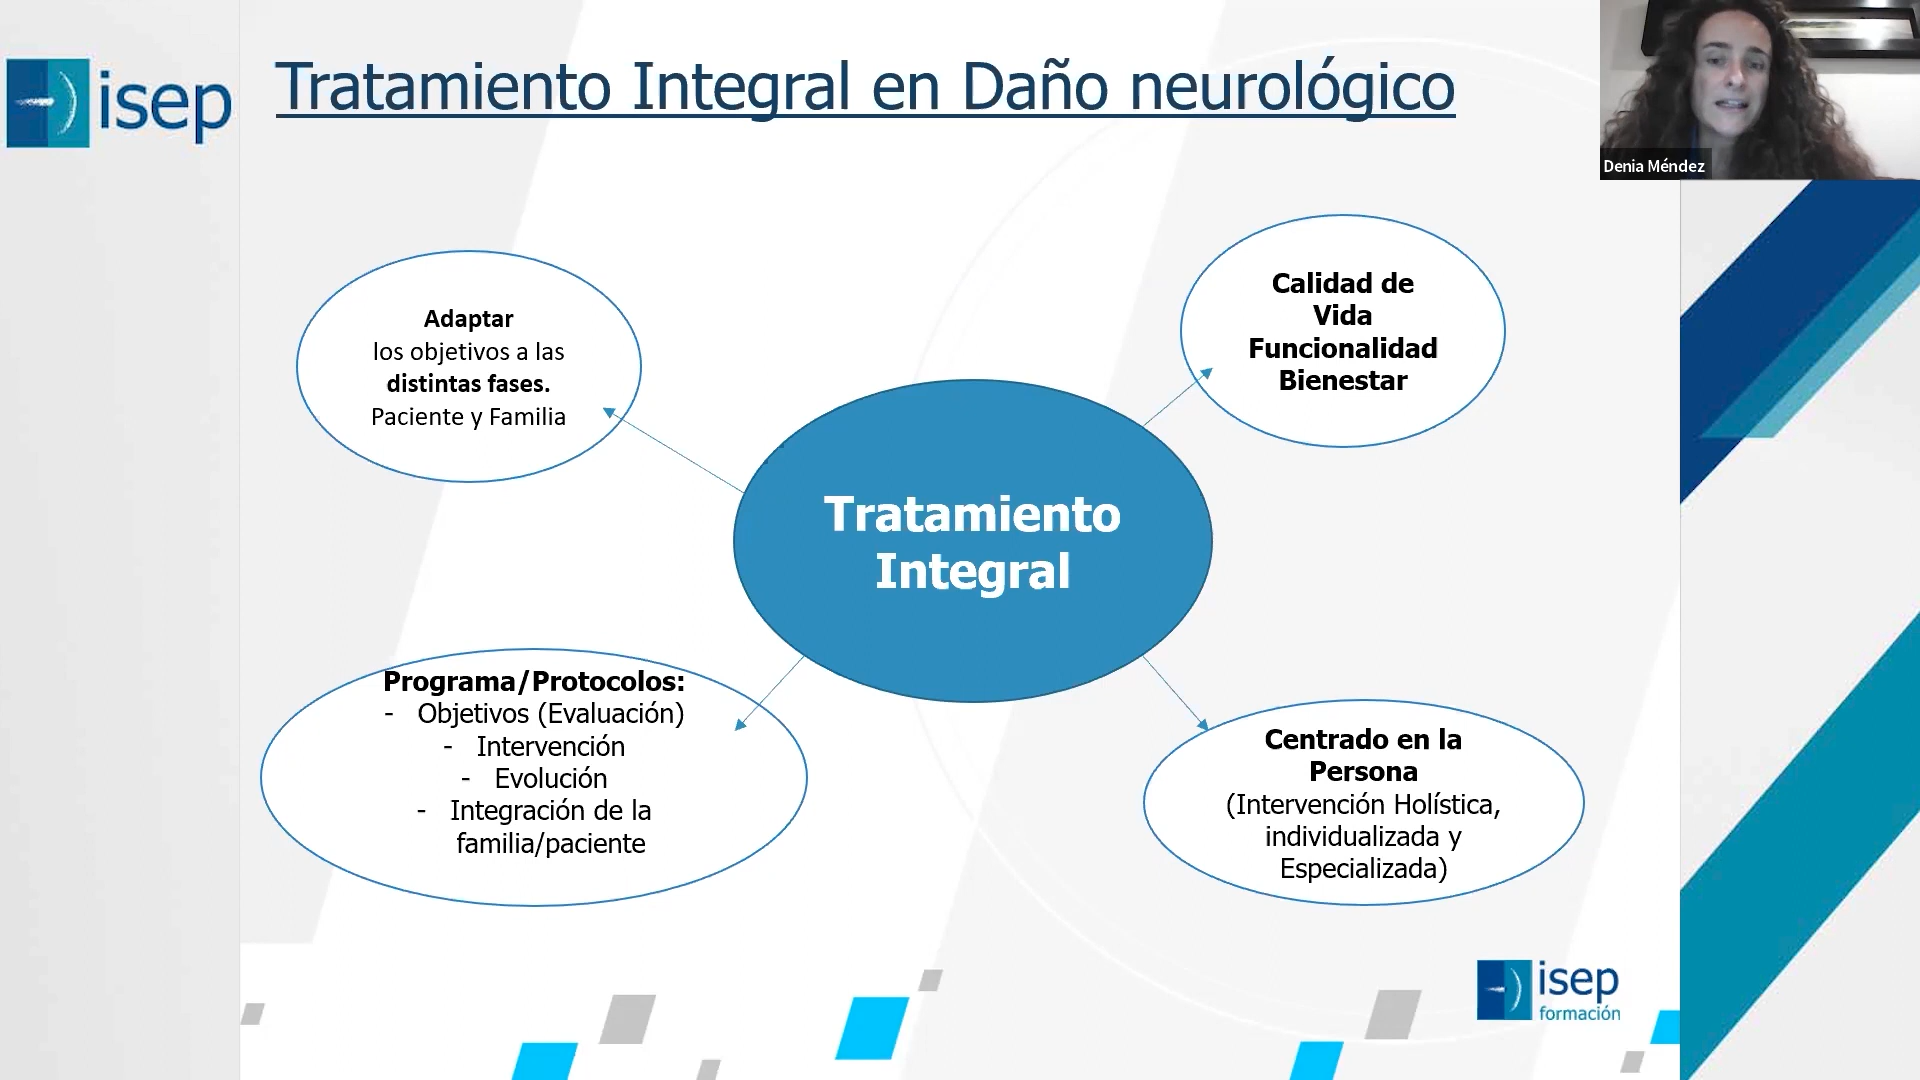 isep
Tratamiento Integral en Daño neurológico
Denia Méndez
Adaptar
los objetivos a las
distintas fases.
Paciente y Familia
Calidad de
Vida
Funcionalidad
Bienestar
Tratamiento
Integral
Programa/Protocolos:
- Objetivos (Evaluación)
- Intervención
- Evolución
- Integración de la
familia/paciente
Centrado en la
Persona
(Intervención Holística,
individualizada y
Especializada)
isep
formación